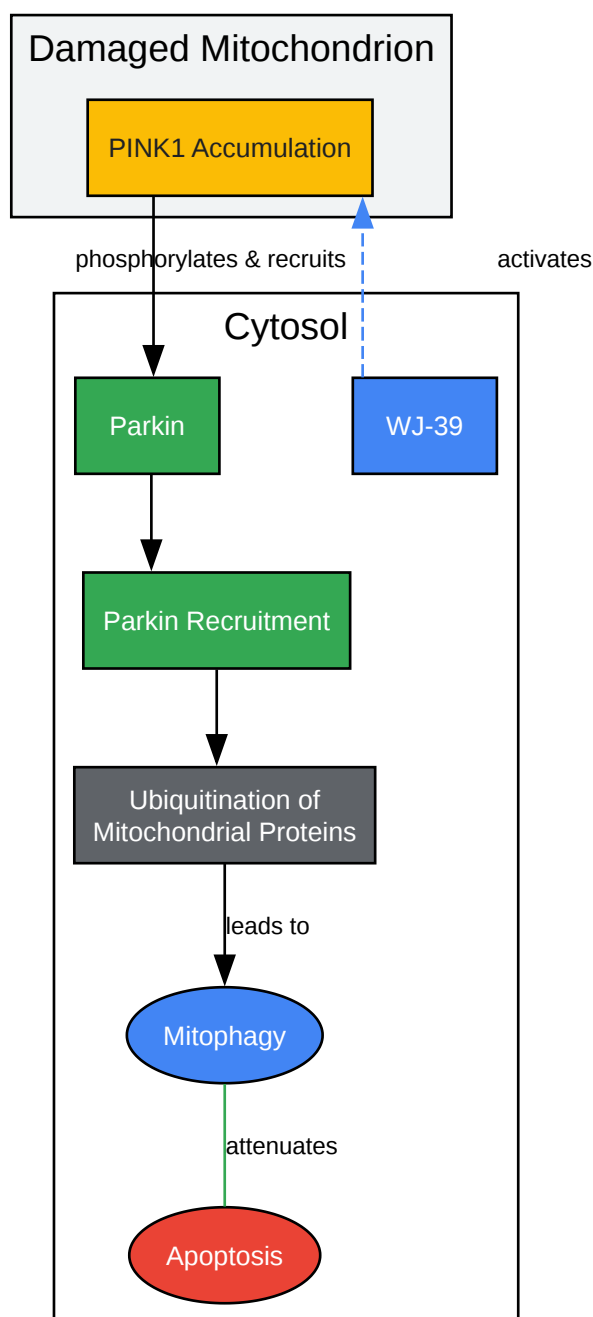 Damaged Mitochondrion
PINK1 Accumulation
phosphorylates & recruits
activates
Cytosol
Parkin
WJ-39
Parkin Recruitment
Ubiquitination of
Mitochondrial Proteins
leads to
Mitophagy
attenuates
Apoptosis